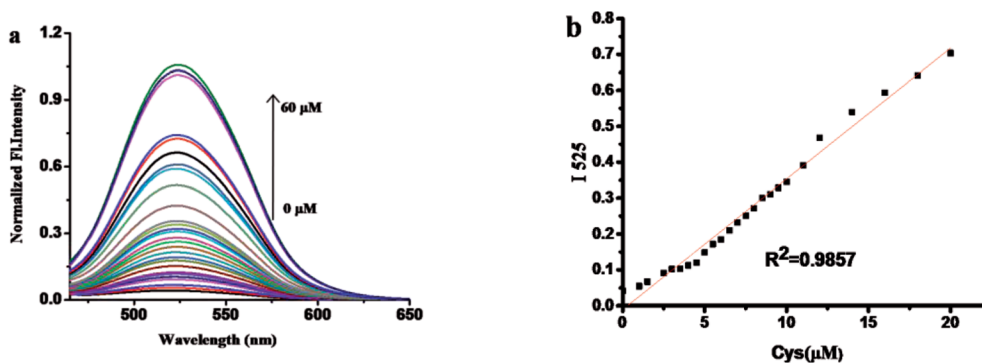 a
Normalized Fl.Intensity
1.2
0.9
0.6
0.3
0.0
60 μM
0 μM
500
550
600
650
Wavelength (nm)
b
I 525
0.8
0.7
0.6
0.5
0.4
0.3
0.2
0.1
0.0
R²=0.9857
0
5
10
15
20
Cys(μM)